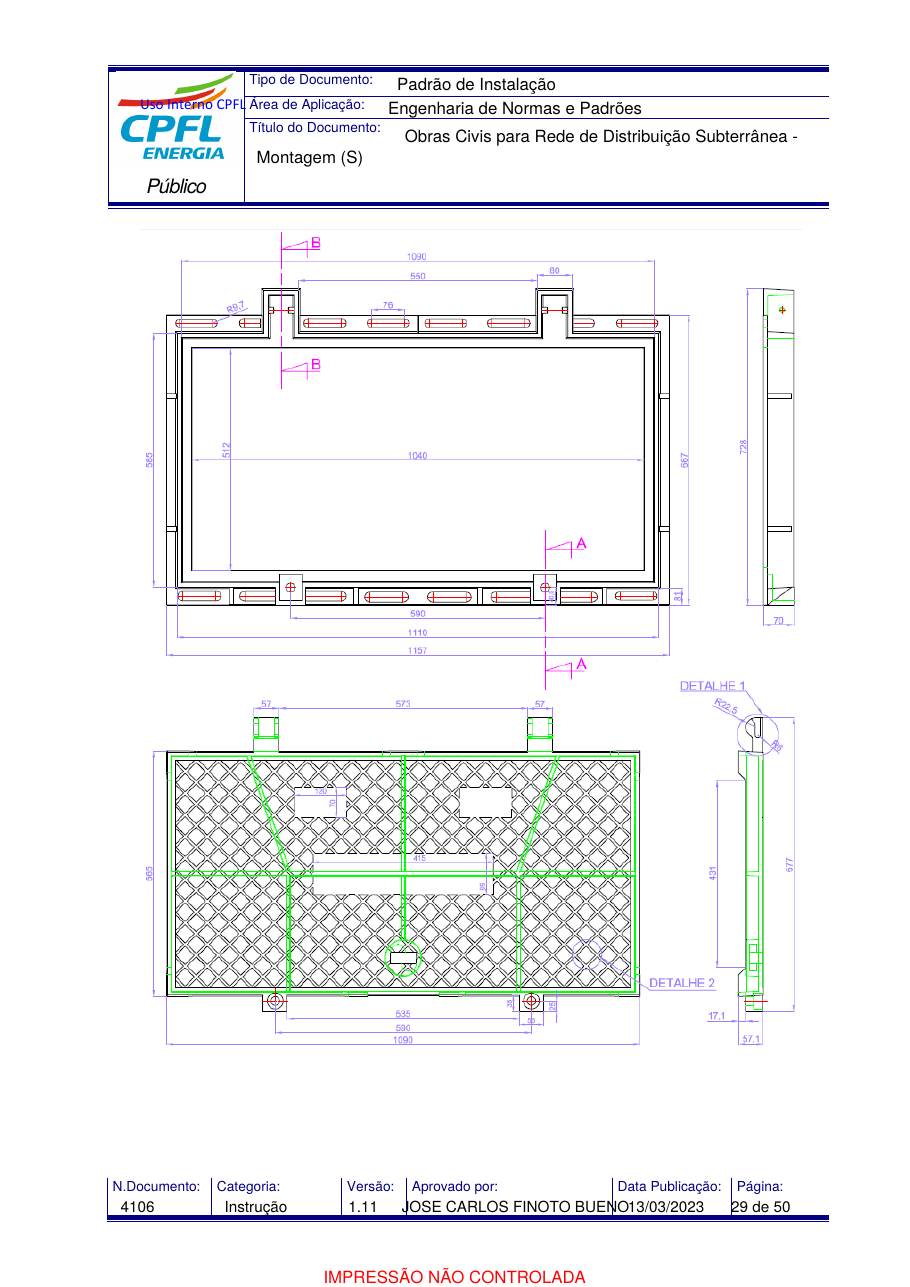 Tipo de Documento:
Padrão de Instalação
Uso Interno CPFL
Área de Aplicação:
Engenharia de Normas e Padrões
Título do Documento:
Obras Civis para Rede de Distribuição Subterrânea -
Montagem (S)
CPFL
ENERGIA
Público
B
1090
550
80
R9,7
76
B
585
512
1040
667
728
A
81
590
70
1110
1157
A
DETALHE 1
57
573
57
R22,5
120
70
415
565
431
677
DETALHE 2
535
590
1090
17,1
57,1
N.Documento:
Categoria:
Versão:
Aprovado por:
Data Publicação:
Página:
4106
Instrução
1.11
JOSE CARLOS FINOTO BUENO
13/03/2023
29 de 50
IMPRESSÃO NÃO CONTROLADA